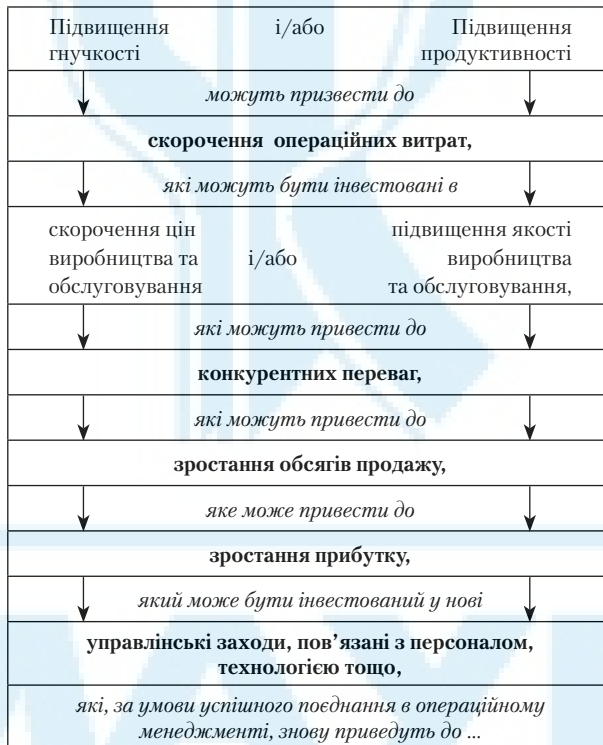 Підвищення гнучкості
і/або
Підвищення продуктивності
можуть призвести до
скорочення операційних витрат,
які можуть бути інвестовані в
скорочення цін
виробництва та
обслуговування
і/або
підвищення якості
виробництва
та обслуговування,
які можуть привести до
конкурентних переваг,
які можуть привести до
зростання обсягів продажу,
яке може привести до
зростання прибутку,
який може бути інвестований у нові
управлінські заходи, пов’язані з персоналом,
технологією тощо,
які, за умови успішного поєднання в операційному
менеджменті, знову приведуть до ...